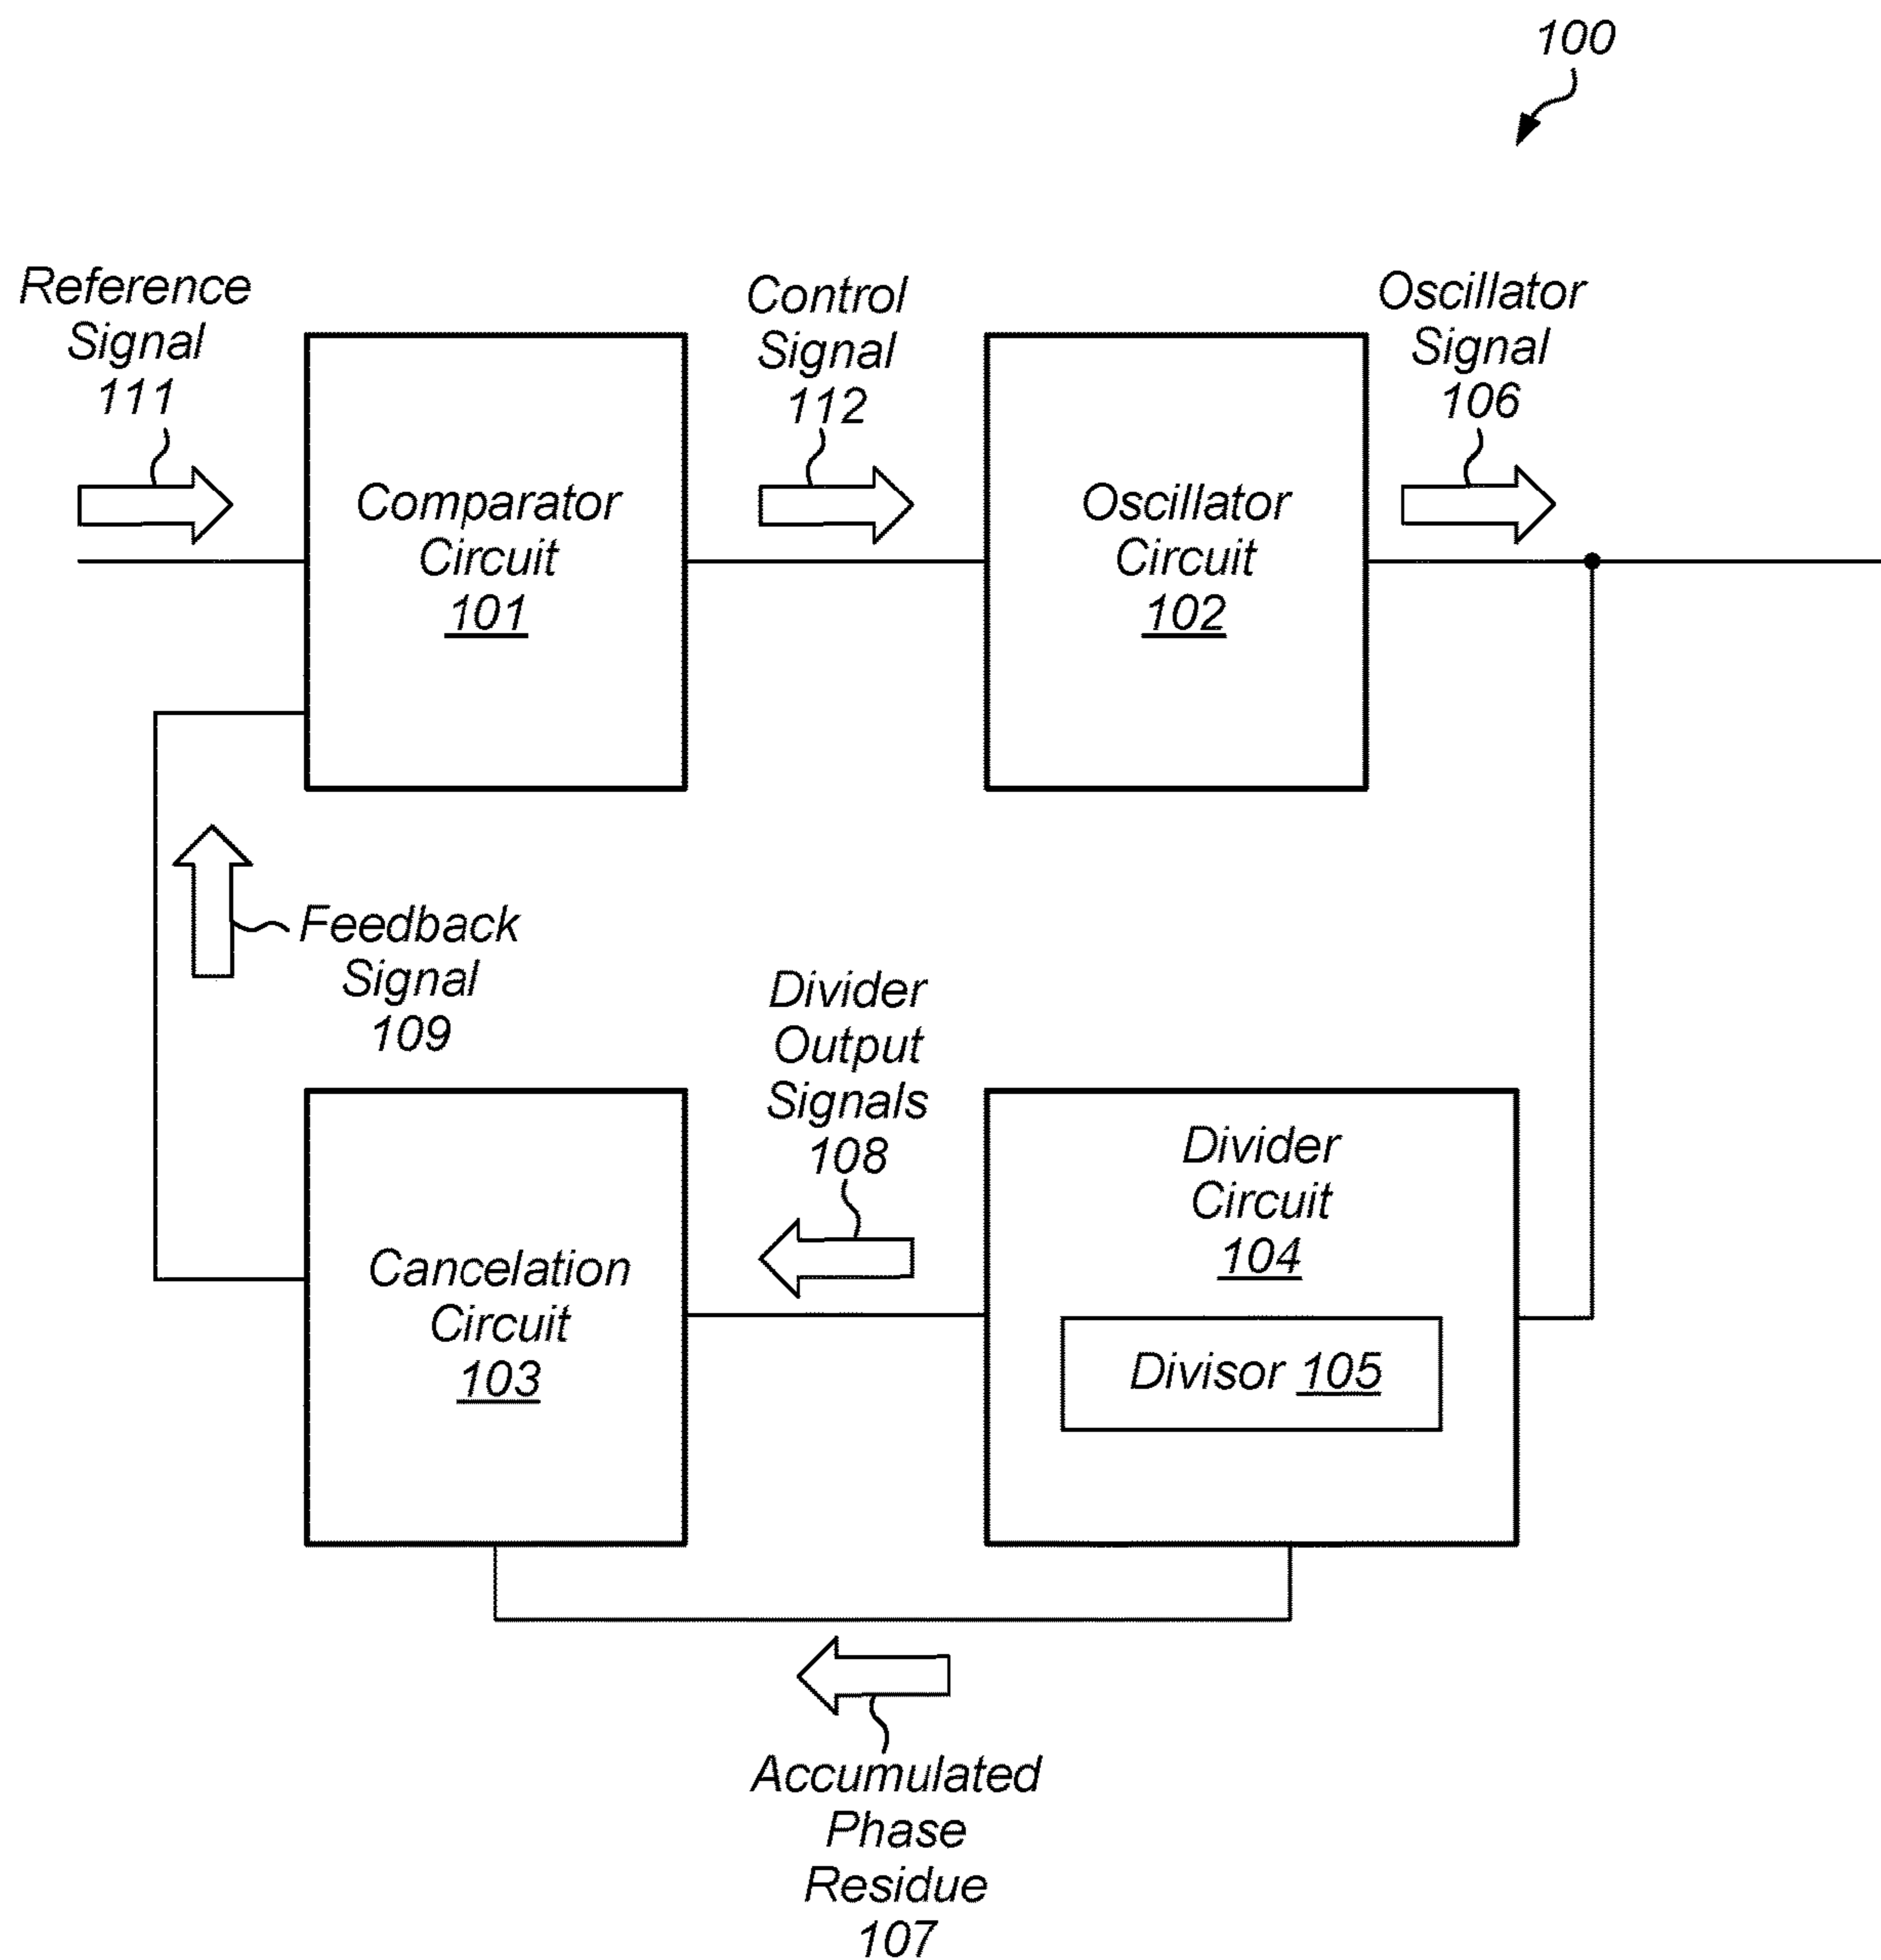 100
Reference
Signal
111
Control
Signal
112
Oscillator
Signal
106
Comparator
Circuit
101
Oscillator
Circuit
102
Feedback
Signal
109
Divider
Output
Signals
108
Cancelation
Circuit
103
Divider
Circuit
104
Divisor 105
Accumulated
Phase
Residue
107